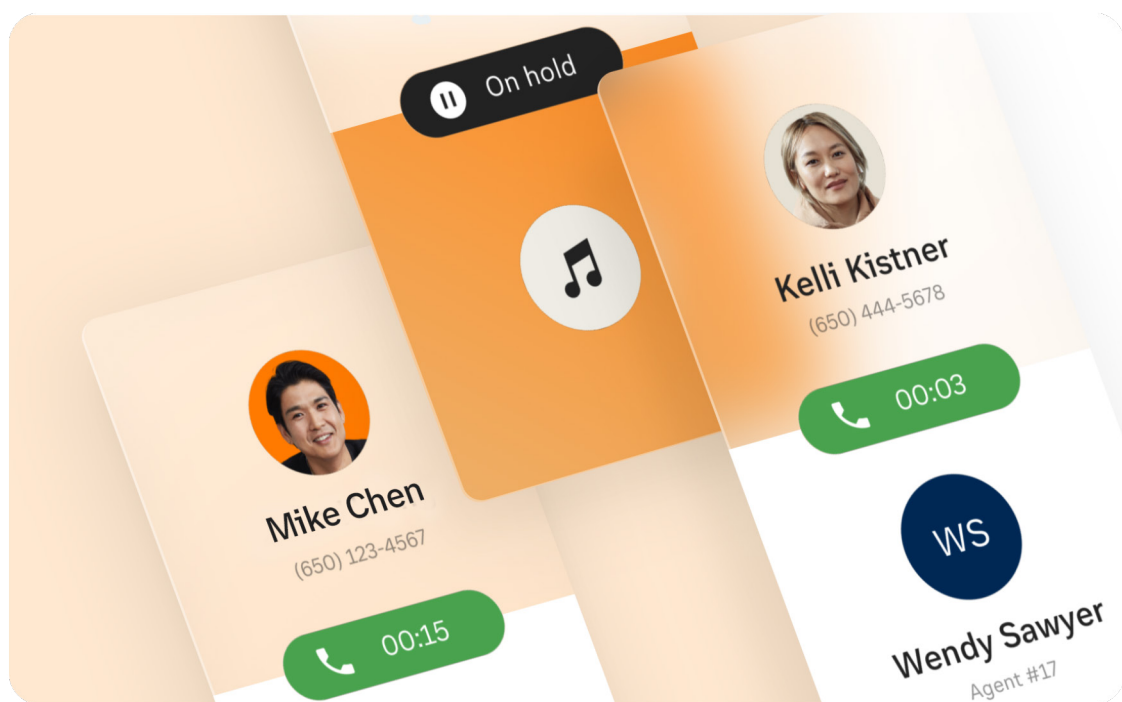 On hold
Kelli Kistner
(650) 444-5678
00:03
Mike Chen
(650) 123-4567
00:15
WS
Wendy Sawyer
Agent #17